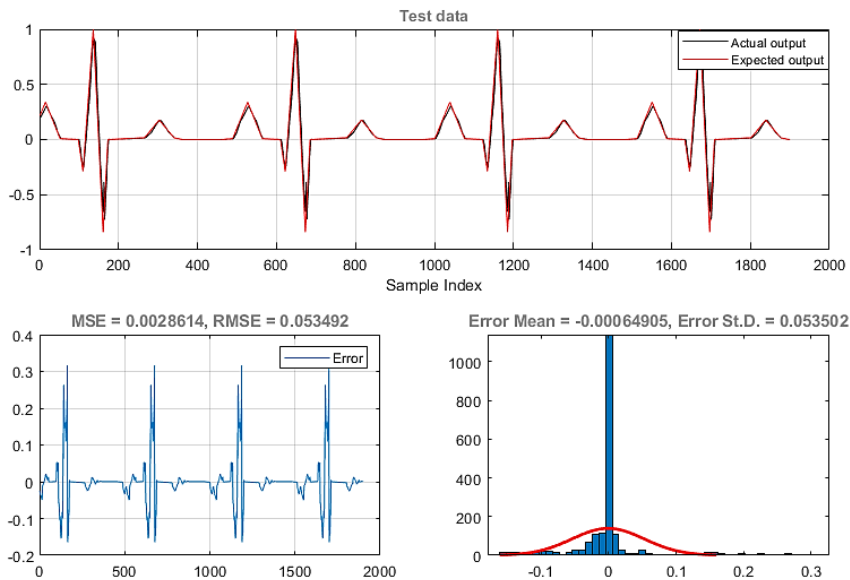 Test data
1
0.5
0
-0.5
-1
Actual output
Expected output
0 200 400 600 800 1000 1200 1400 1600 1800 2000
Sample Index
MSE = 0.0028614, RMSE = 0.053492
0.4
0.3
0.2
0.1
0
-0.1
-0.2
Error
0 500 1000 1500 2000
Error Mean = -0.00064905, Error St.D. = 0.053502
1000
800
600
400
200
0
-0.1 0 0.1 0.2 0.3